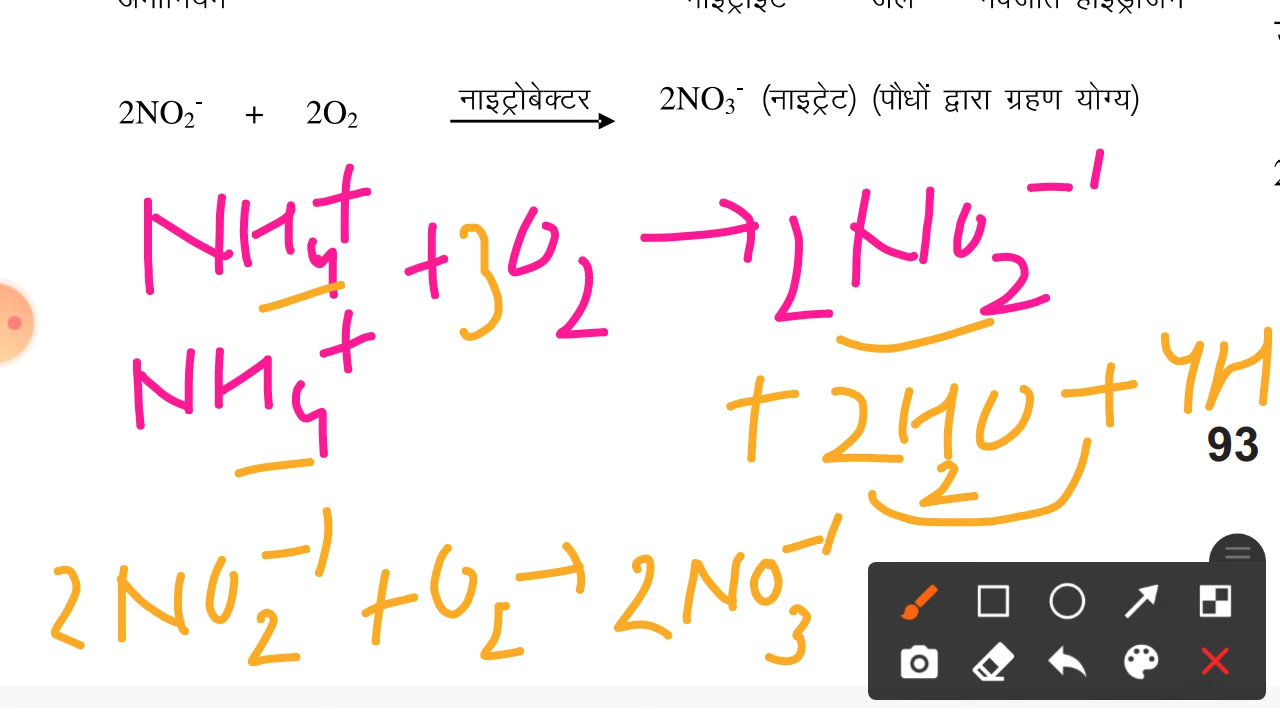 2NO₂⁻ + 2O₂ नाइट्रोबेक्टर 2NO₃⁻ (नाइट्रेट) (पौधों द्वारा ग्रहण योग्य)
NH₄⁺ + 3O₂ → 2NO₂⁻¹
NH₄⁺
+ 2H₂O + 4H
93
2NO₂⁻¹ + O₂ → 2NO₃⁻¹